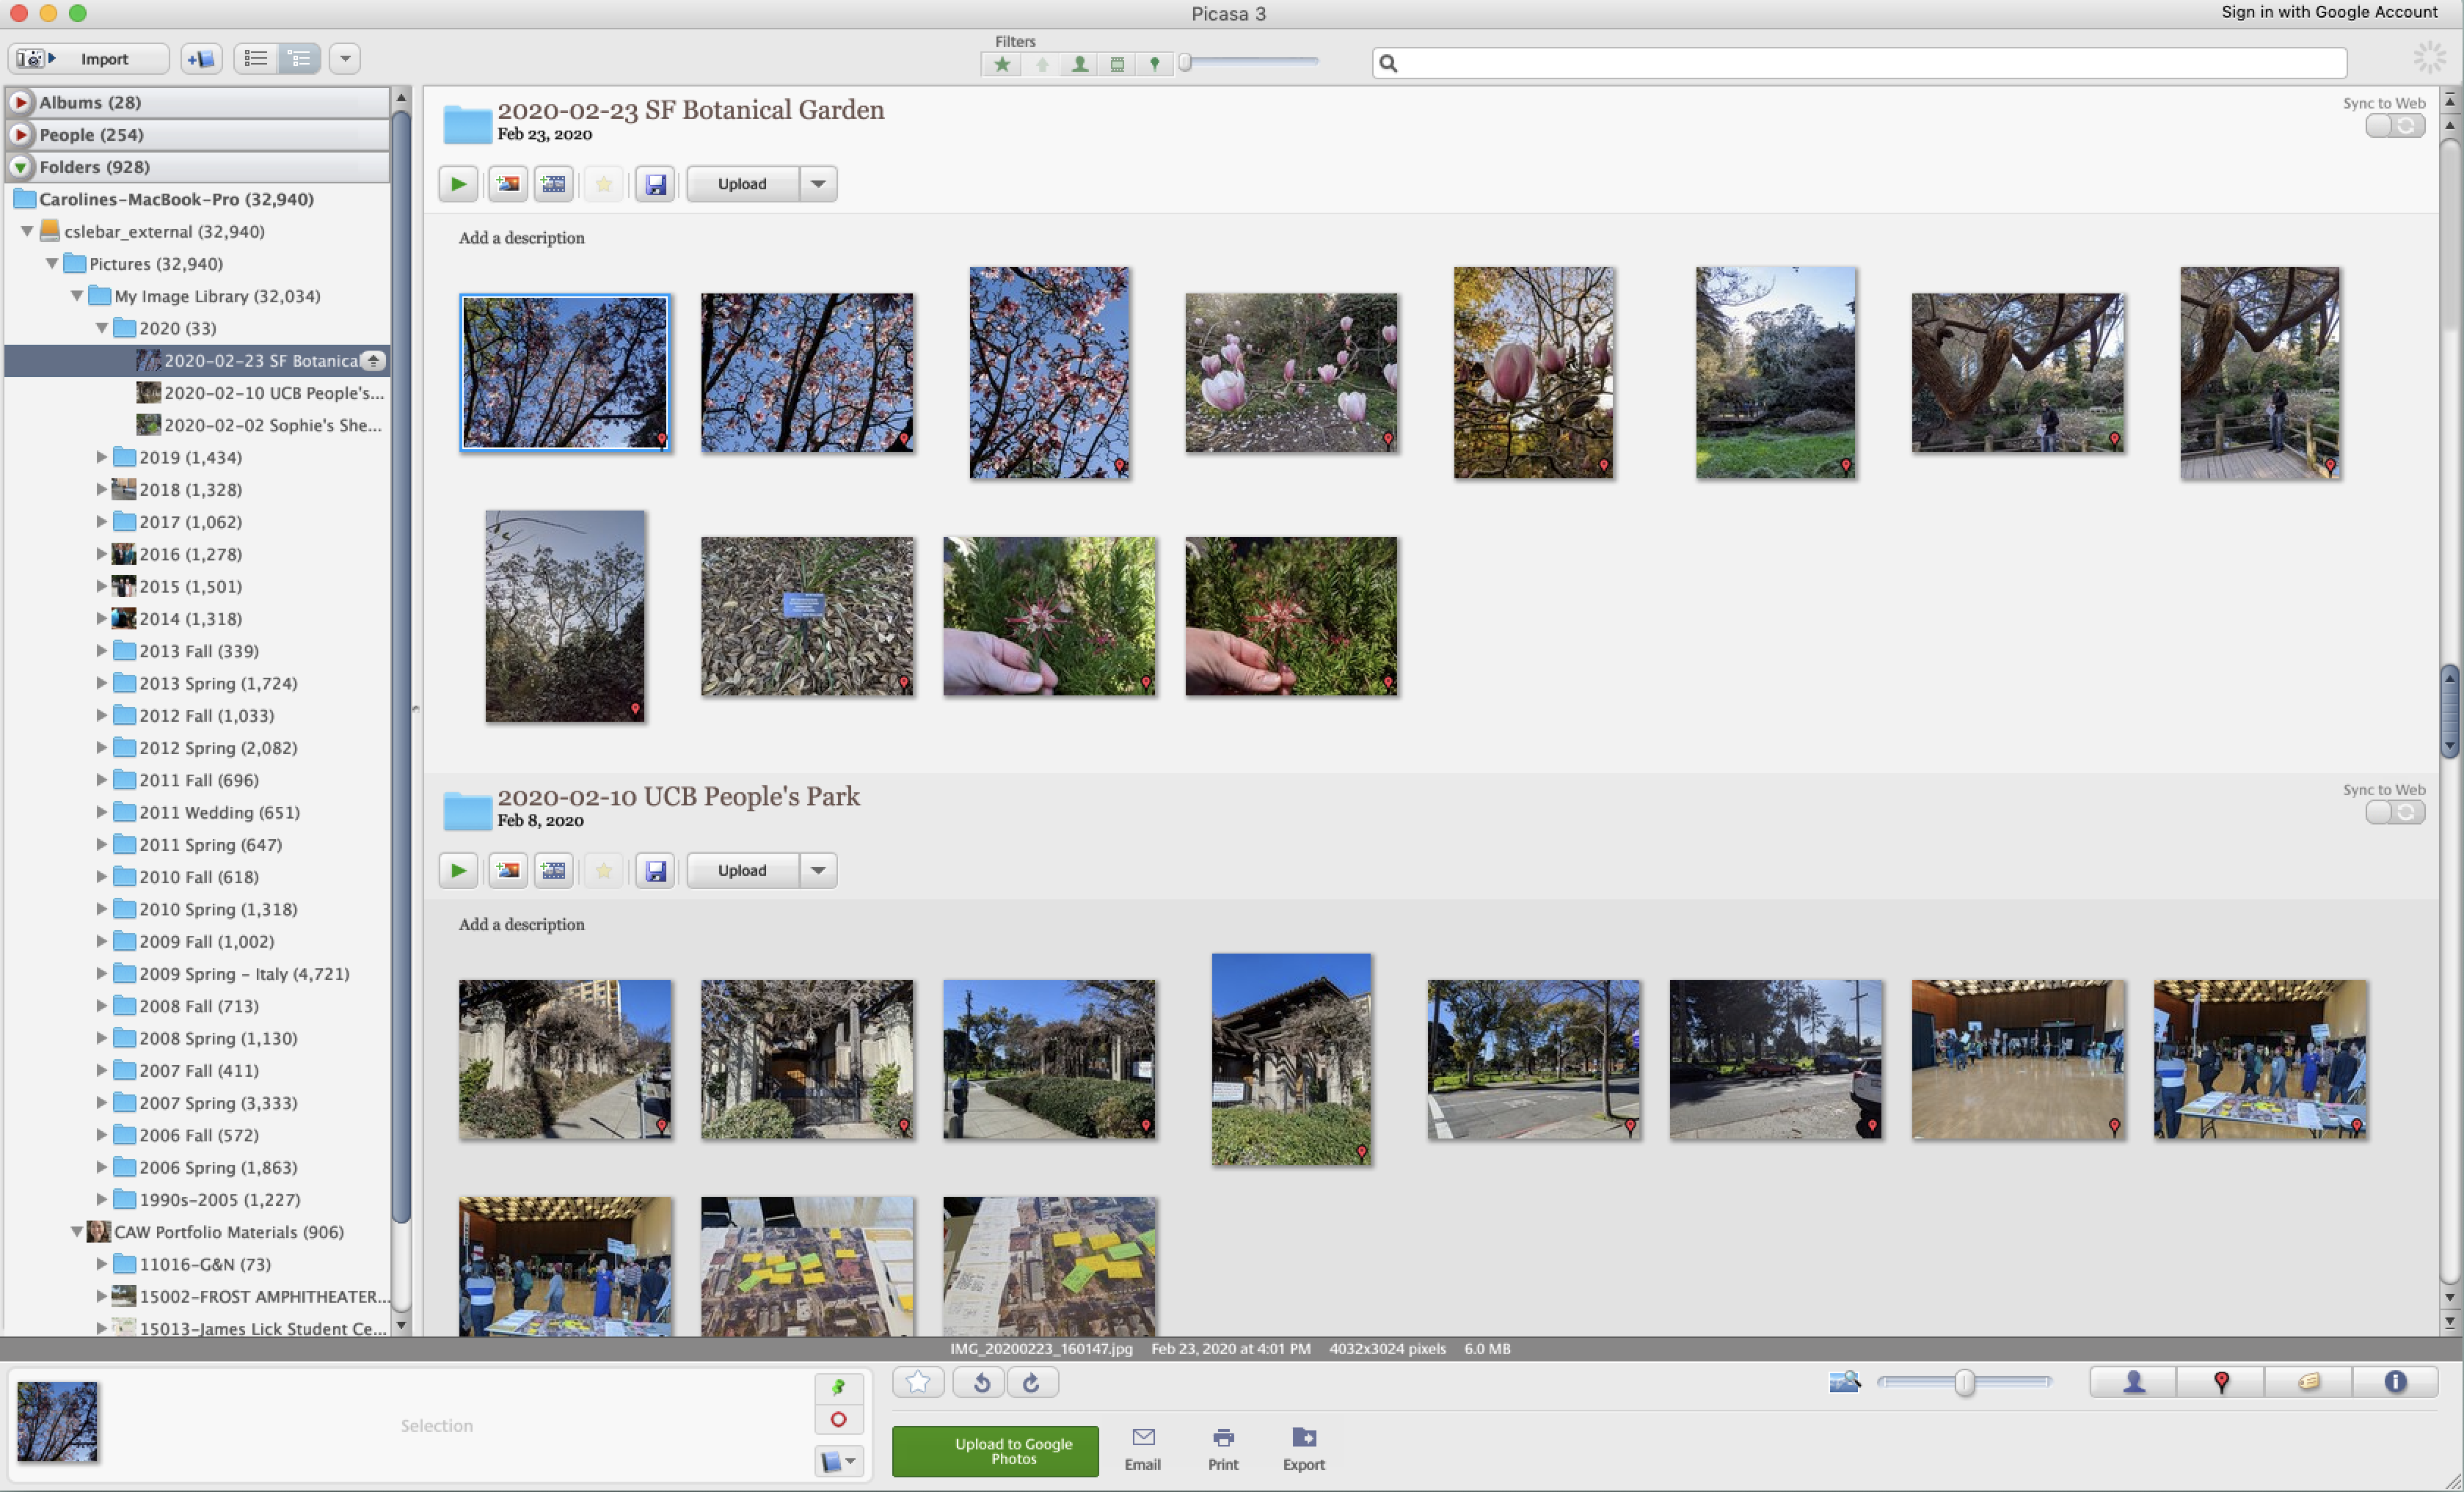 Picasa 3
Sign in with Google Account
Import
Filters
Albums (28)
People (254)
Folders (928)
Carolines-MacBook-Pro (32,940)
cslebar_external (32,940)
Pictures (32,940)
My Image Library (32,034)
2020 (33)
2020-02-23 SF Botanica
2020-02-10 UCB People's...
2020-02-02 Sophie's She...
2019 (1,434)
2018 (1,328)
2017 (1,062)
2016 (1,278)
2015 (1,501)
2014 (1,318)
2013 Fall (339)
2013 Spring (1,724)
2012 Fall (1,033)
2012 Spring (2,082)
2011 Fall (696)
2011 Wedding (651)
2011 Spring (647)
2010 Fall (618)
2010 Spring (1,318)
2009 Fall (1,002)
2009 Spring - Italy (4,721)
2008 Fall (713)
2008 Spring (1,130)
2007 Fall (411)
2007 Spring (3,333)
2006 Fall (572)
2006 Spring (1,863)
1990s-2005 (1,227)
CAW Portfolio Materials (906)
11016-G&N (73)
15002-FROST AMPHITHEATER...
15013-James Lick Student Ce...
2020-02-23 SF Botanical Garden
Feb 23, 2020
Sync to Web
Upload
Add a description
2020-02-10 UCB People's Park
Feb 8, 2020
Sync to Web
Upload
Add a description
IMG_20200223_160147.jpg Feb 23, 2020 at 4:01 PM 4032x3024 pixels 6.0 MB
Selection
Upload to Google
Photos
Email
Print
Export